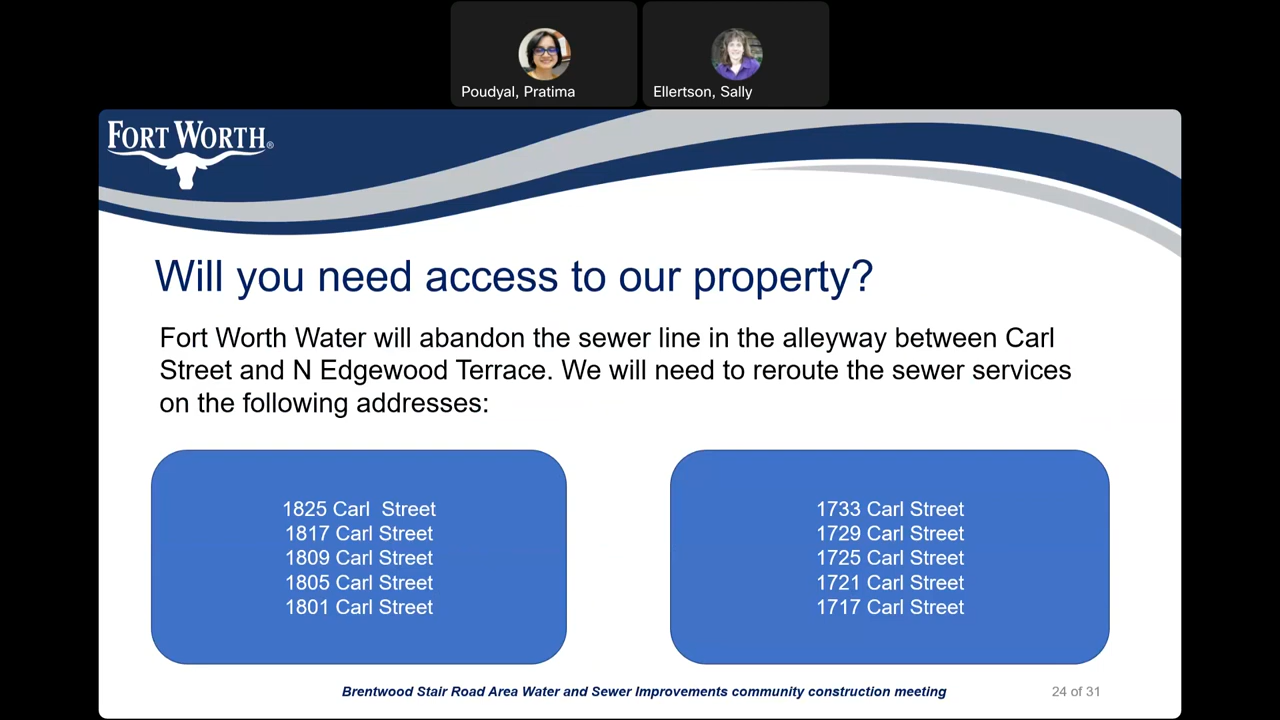 Poudyal, Pratima
Ellertson, Sally
FORT WORTH®
Will you need access to our property?
Fort Worth Water will abandon the sewer line in the alleyway between Carl
Street and N Edgewood Terrace. We will need to reroute the sewer services
on the following addresses:
1825 Carl  Street
1817 Carl Street
1809 Carl Street
1805 Carl Street
1801 Carl Street
1733 Carl Street
1729 Carl Street
1725 Carl Street
1721 Carl Street
1717 Carl Street
Brentwood Stair Road Area Water and Sewer Improvements community construction meeting
24 of 31